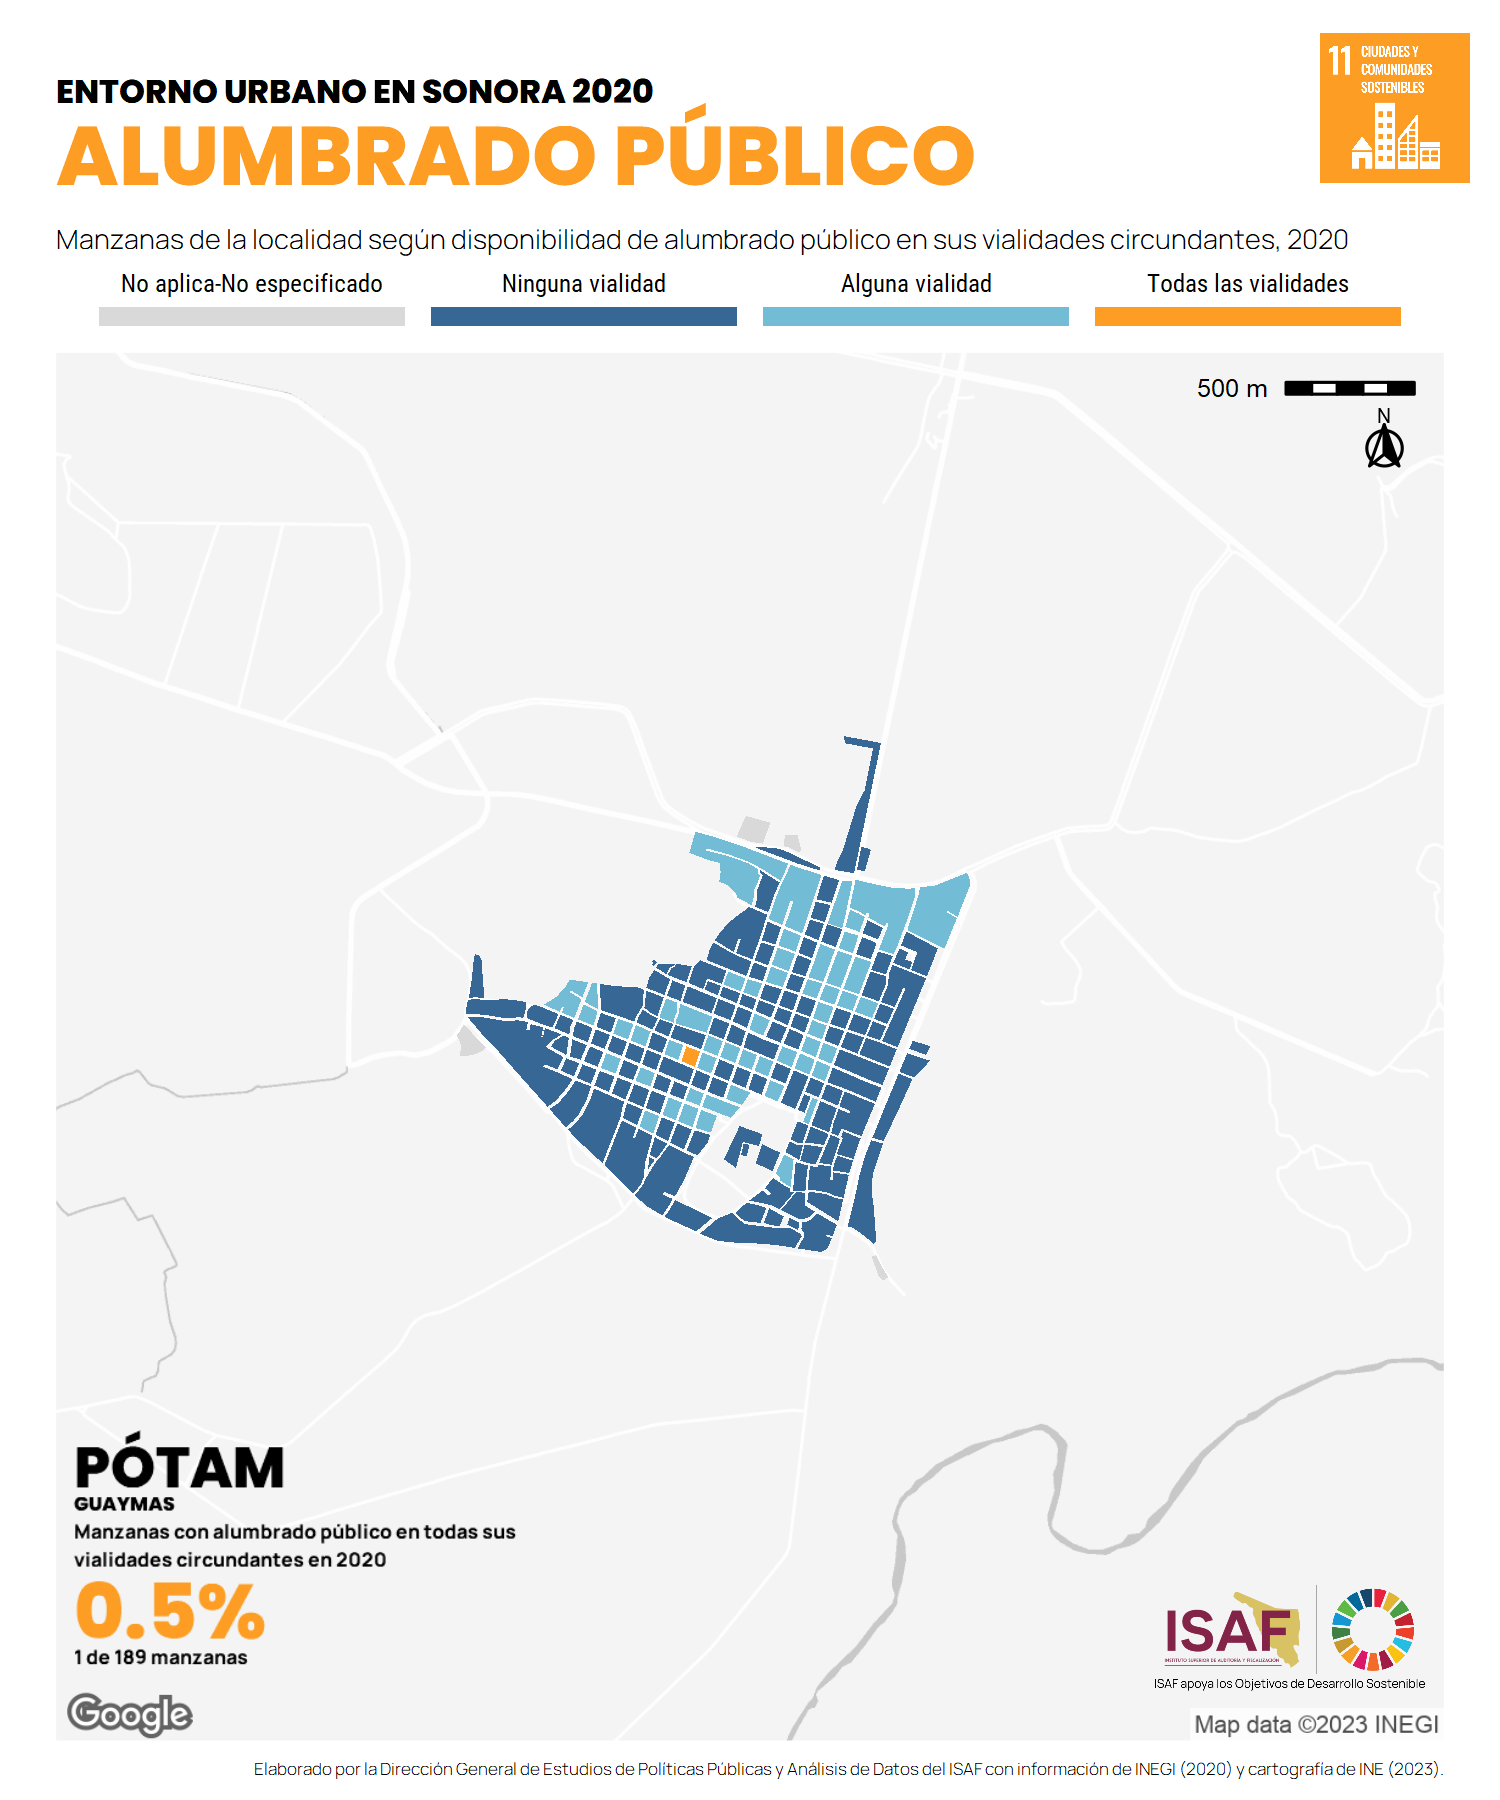 ENTORNO URBANO EN SONORA 2020
ALUMBRADO PÚBLICO
11 CIUDADES Y
COMUNIDADES
SOSTENIBLES
Manzanas de la localidad según disponibilidad de alumbrado público en sus vialidades circundantes, 2020
No aplica-No especificado
Ninguna vialidad
Alguna vialidad
Todas las vialidades
500 m
N
PÓTAM
GUAYMAS
Manzanas con alumbrado público en todas sus
vialidades circundantes en 2020
0.5%
1 de 189 manzanas
Google
ISAF
INSTITUTO SUPERIOR DE AUDITORÍA Y FISCALIZACIÓN
ISAF apoya los Objetivos de Desarrollo Sostenible
Map data ©2023 INEGI
Elaborado por la Dirección General de Estudios de Políticas Públicas y Análisis de Datos del ISAF con información de INEGI (2020) y cartografía de INE (2023).